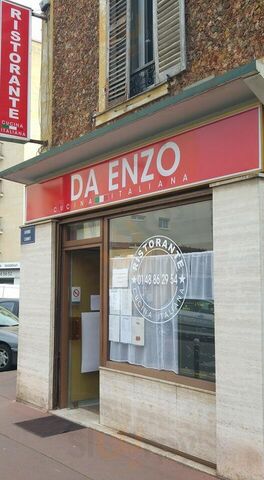 RISTORANTE
CUCINA
ITALIANA
DA ENZO
CUCINA ITALIANA
RISTORANTE
01 48 86 29 54
CUCINA ITALIANA